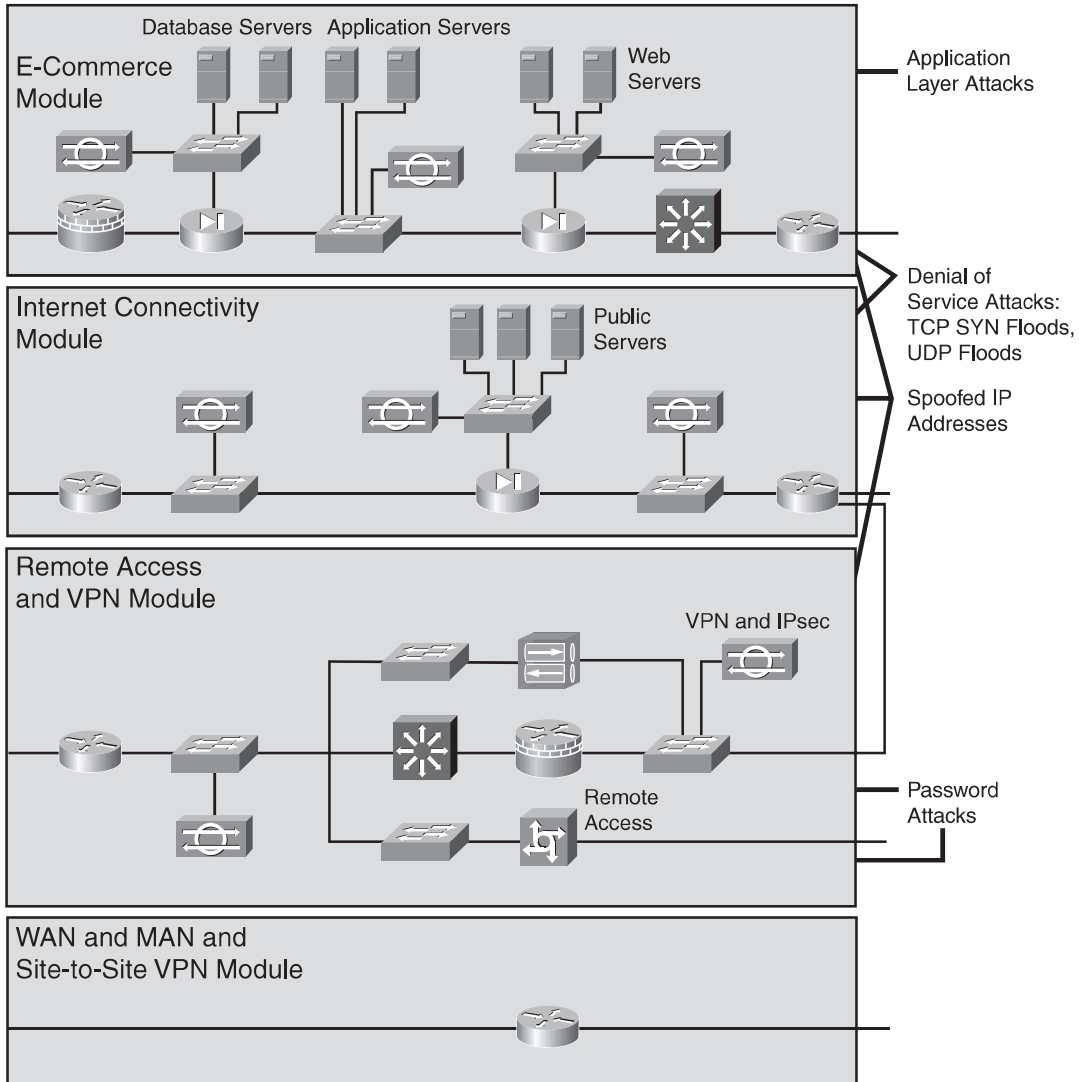 Database Servers
Application Servers
E-Commerce
Module
Web
Servers
Application
Layer Attacks
Internet Connectivity
Module
Public
Servers
Denial of
Service Attacks:
TCP SYN Floods,
UDP Floods
Spoofed IP
Addresses
Remote Access
and VPN Module
VPN and IPsec
Remote
Access
Password
Attacks
WAN and MAN and
Site-to-Site VPN Module